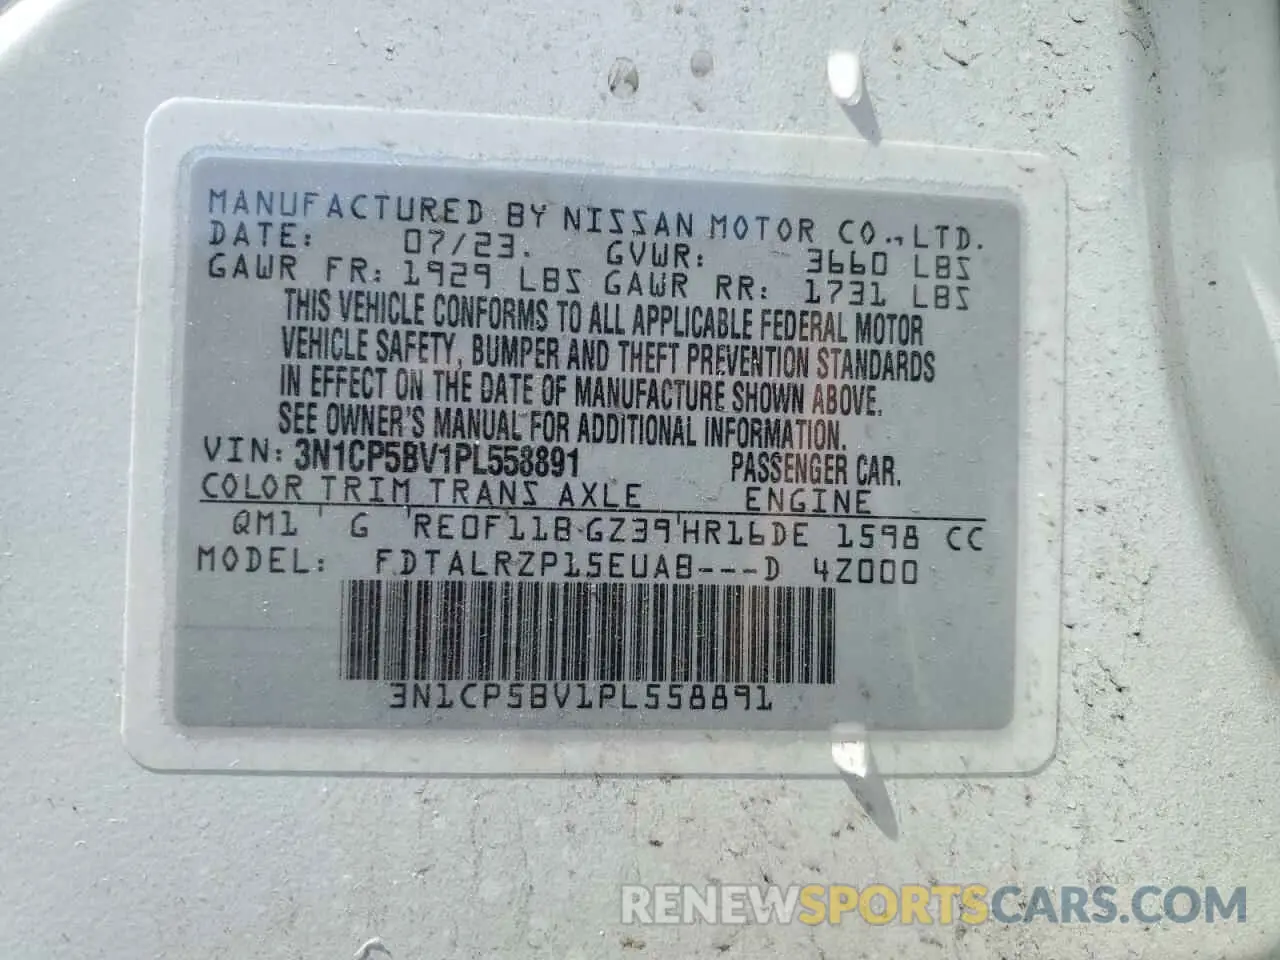 MANUFACTURED BY NISSAN MOTOR CO., LTD.
DATE: 07/23. GVWR: 3660 LBS
GAWR FR: 1929 LBS GAWR RR: 1731 LBS
THIS VEHICLE CONFORMS TO ALL APPLICABLE FEDERAL MOTOR
VEHICLE SAFETY, BUMPER AND THEFT PREVENTION STANDARDS
IN EFFECT ON THE DATE OF MANUFACTURE SHOWN ABOVE.
SEE OWNER'S MANUAL FOR ADDITIONAL INFORMATION.
VIN: 3N1CP5BV1PL558891 PASSENGER CAR.
COLOR TRIM TRANS AXLE ENGINE
QM1 G RE0F11B GZ39 HR16DE 1598 CC
MODEL: FDTALRZP15EUAB---D 4Z000
3N1CP5BV1PL558891
RENEWSPORTSCARS.COM